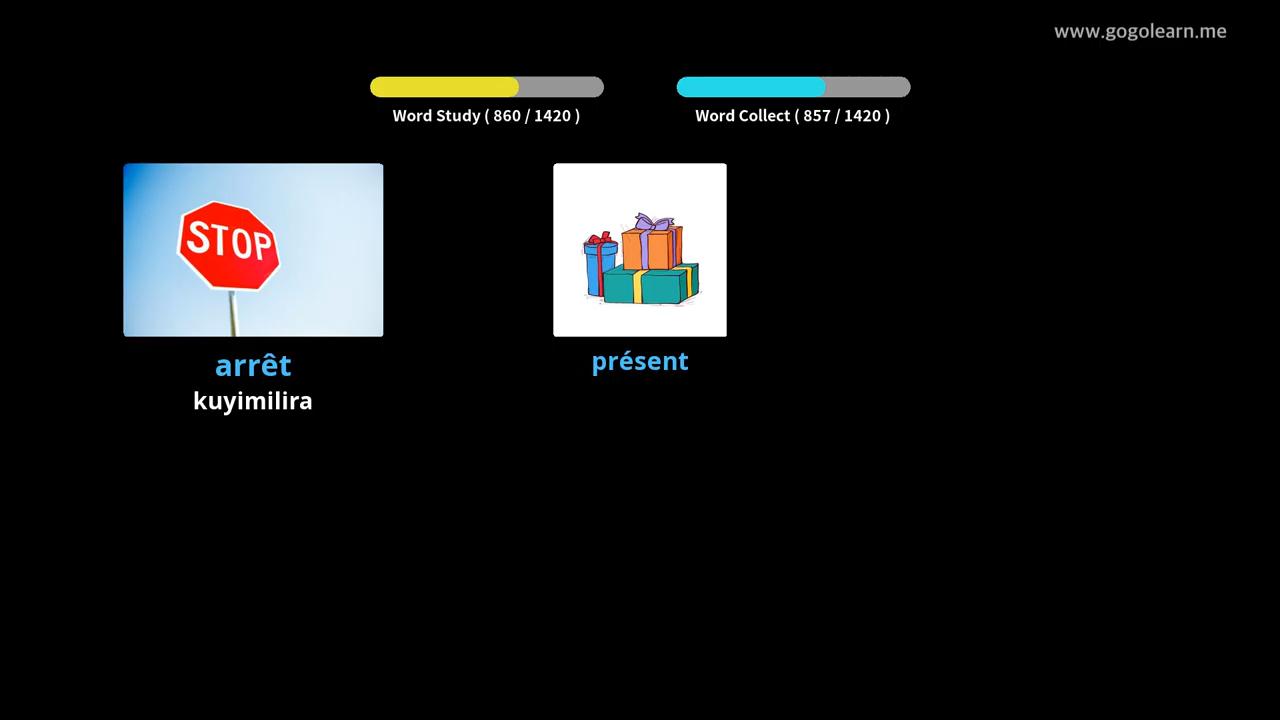 www.gogolearn.me
Word Study ( 860 / 1420 )
Word Collect ( 857 / 1420 )
STOP
arrêt
kuyimilira
présent